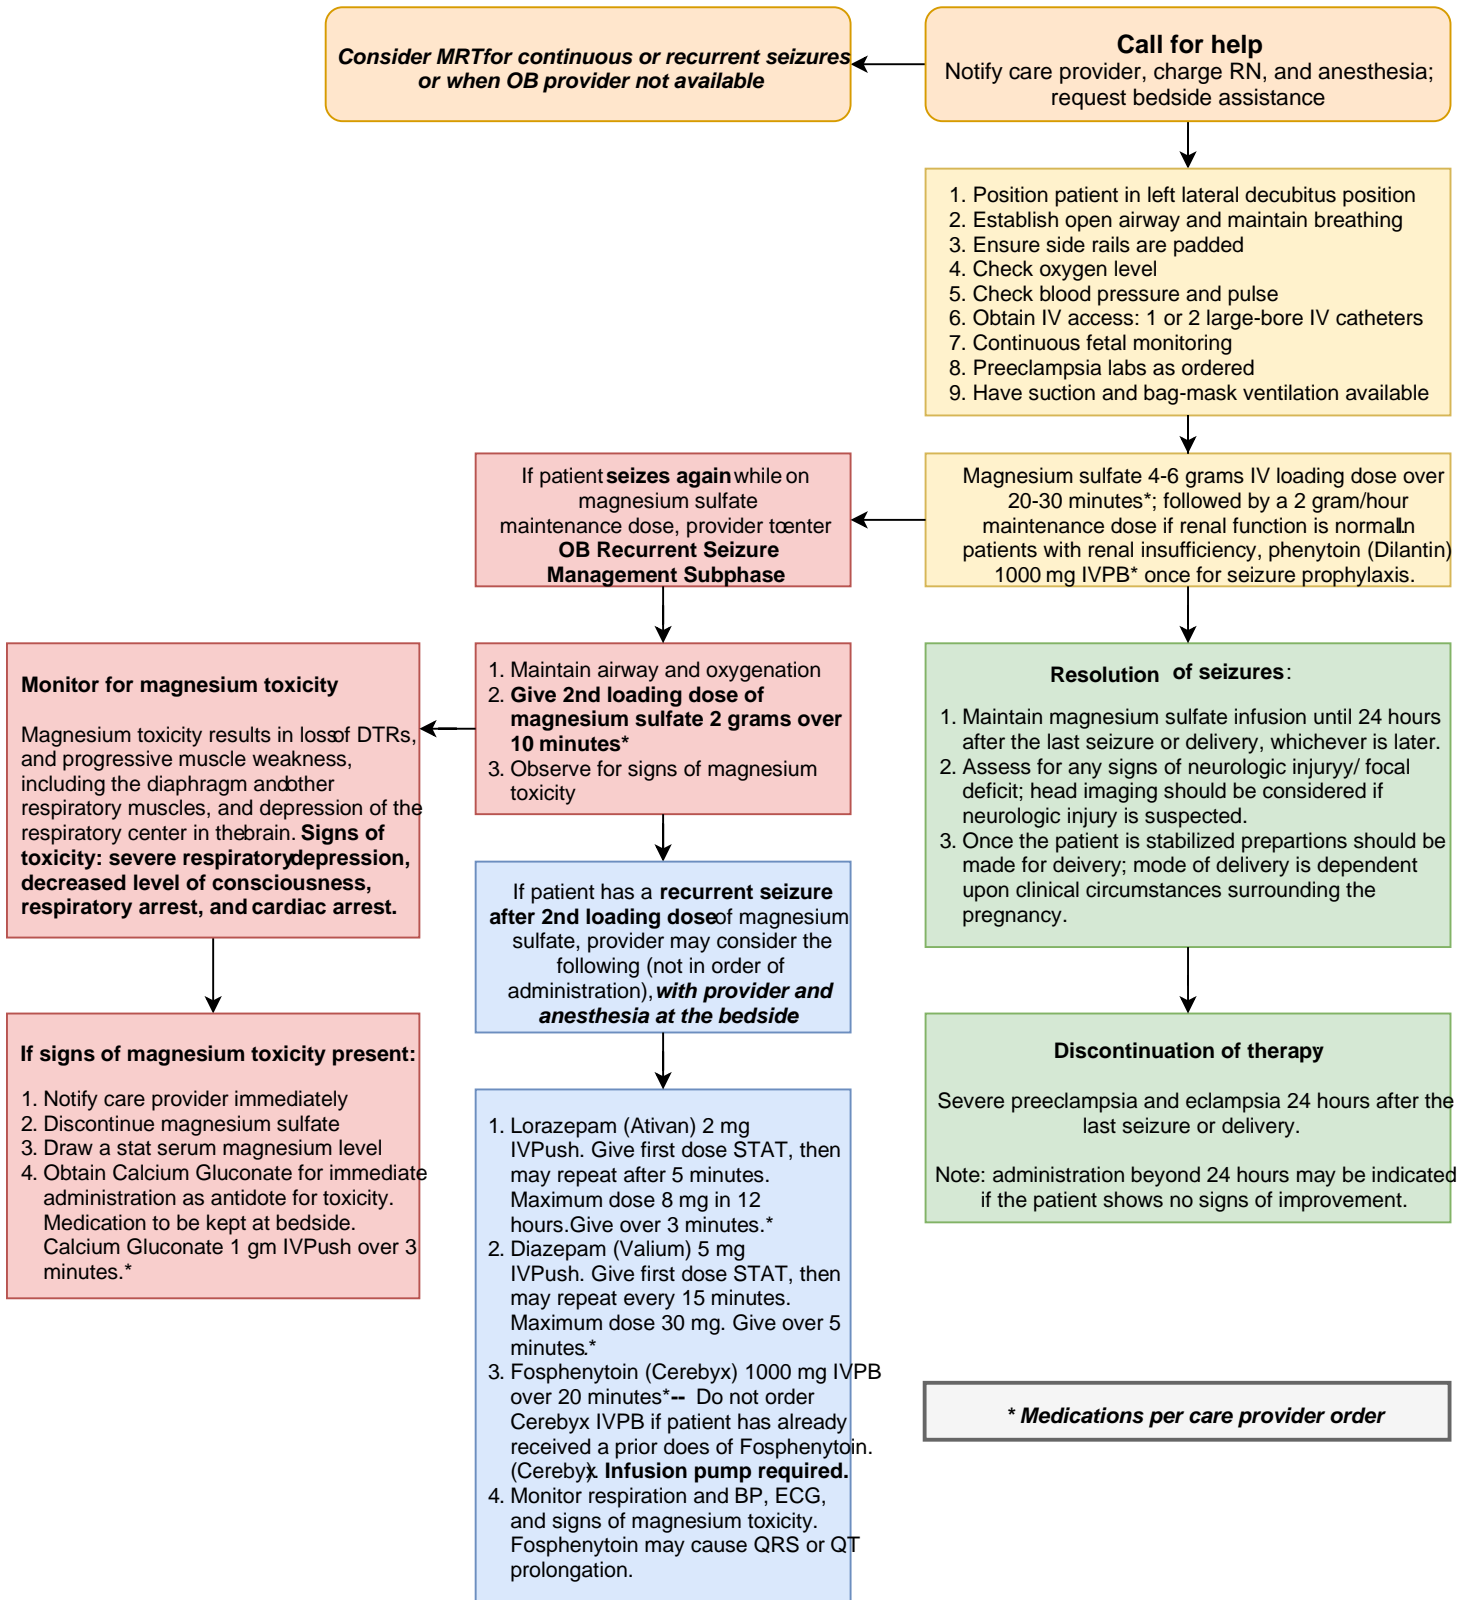 Consider MRTfor continuous or recurrent seizures
or when OB provider not available
Call for help
Notify care provider, charge RN, and anesthesia;
request bedside assistance
1. Position patient in left lateral decubitus position
2. Establish open airway and maintain breathing
3. Ensure side rails are padded
4. Check oxygen level
5. Check blood pressure and pulse
6. Obtain IV access: 1 or 2 large-bore IV catheters
7. Continuous fetal monitoring
8. Preeclampsia labs as ordered
9. Have suction and bag-mask ventilation available
Magnesium sulfate 4-6 grams IV loading dose over
20-30 minutes*; followed by a 2 gram/hour
maintenance dose if renal function is normal.In
patients with renal insufficiency, phenytoin (Dilantin)
1000 mg IVPB* once for seizure prophylaxis.
If patient seizes again while on
magnesium sulfate
maintenance dose, provider to enter
OB Recurrent Seizure
Management Subphase
1. Maintain airway and oxygenation
2. Give 2nd loading dose of
magnesium sulfate 2 grams over
10 minutes*
3. Observe for signs of magnesium
toxicity
Monitor for magnesium toxicity
Magnesium toxicity results in loss of DTRs,
and progressive muscle weakness,
including the diaphragm and other
respiratory muscles, and depression of the
respiratory center in the brain. Signs of
toxicity: severe respiratory depression,
decreased level of consciousness,
respiratory arrest, and cardiac arrest.
If signs of magnesium toxicity present:
1. Notify care provider immediately
2. Discontinue magnesium sulfate
3. Draw a stat serum magnesium level
4. Obtain Calcium Gluconate for immediate
administration as antidote for toxicity.
Medication to be kept at bedside.
Calcium Gluconate 1 gm IVPush over 3
minutes.*
If patient has a recurrent seizure
after 2nd loading dose of magnesium
sulfate, provider may consider the
following (not in order of
administration), with provider and
anesthesia at the bedside
1. Lorazepam (Ativan) 2 mg
IVPush. Give first dose STAT, then
may repeat after 5 minutes.
Maximum dose 8 mg in 12
hours.Give over 3 minutes.*
2. Diazepam (Valium) 5 mg
IVPush. Give first dose STAT, then
may repeat every 15 minutes.
Maximum dose 30 mg. Give over 5
minutes.*
3. Fosphenytoin (Cerebyx) 1000 mg IVPB
over 20 minutes*-- Do not order
Cerebyx IVPB if patient has already
received a prior does of Fosphenytoin.
(Cerebyx). Infusion pump required.
4. Monitor respiration and BP, ECG,
and signs of magnesium toxicity.
Fosphenytoin may cause QRS or QT
prolongation.
Resolution of seizures:
1. Maintain magnesium sulfate infusion until 24 hours
after the last seizure or delivery, whichever is later.
2. Assess for any signs of neurologic injuryy/ focal
deficit; head imaging should be considered if
neurologic injury is suspected.
3. Once the patient is stabilized prepartions should be
made for deivery; mode of delivery is dependent
upon clinical circumstances surrounding the
pregnancy.
Discontinuation of therapy:
Severe preeclampsia and eclampsia 24 hours after the
last seizure or delivery.
Note: administration beyond 24 hours may be indicated
if the patient shows no signs of improvement.
* Medications per care provider order